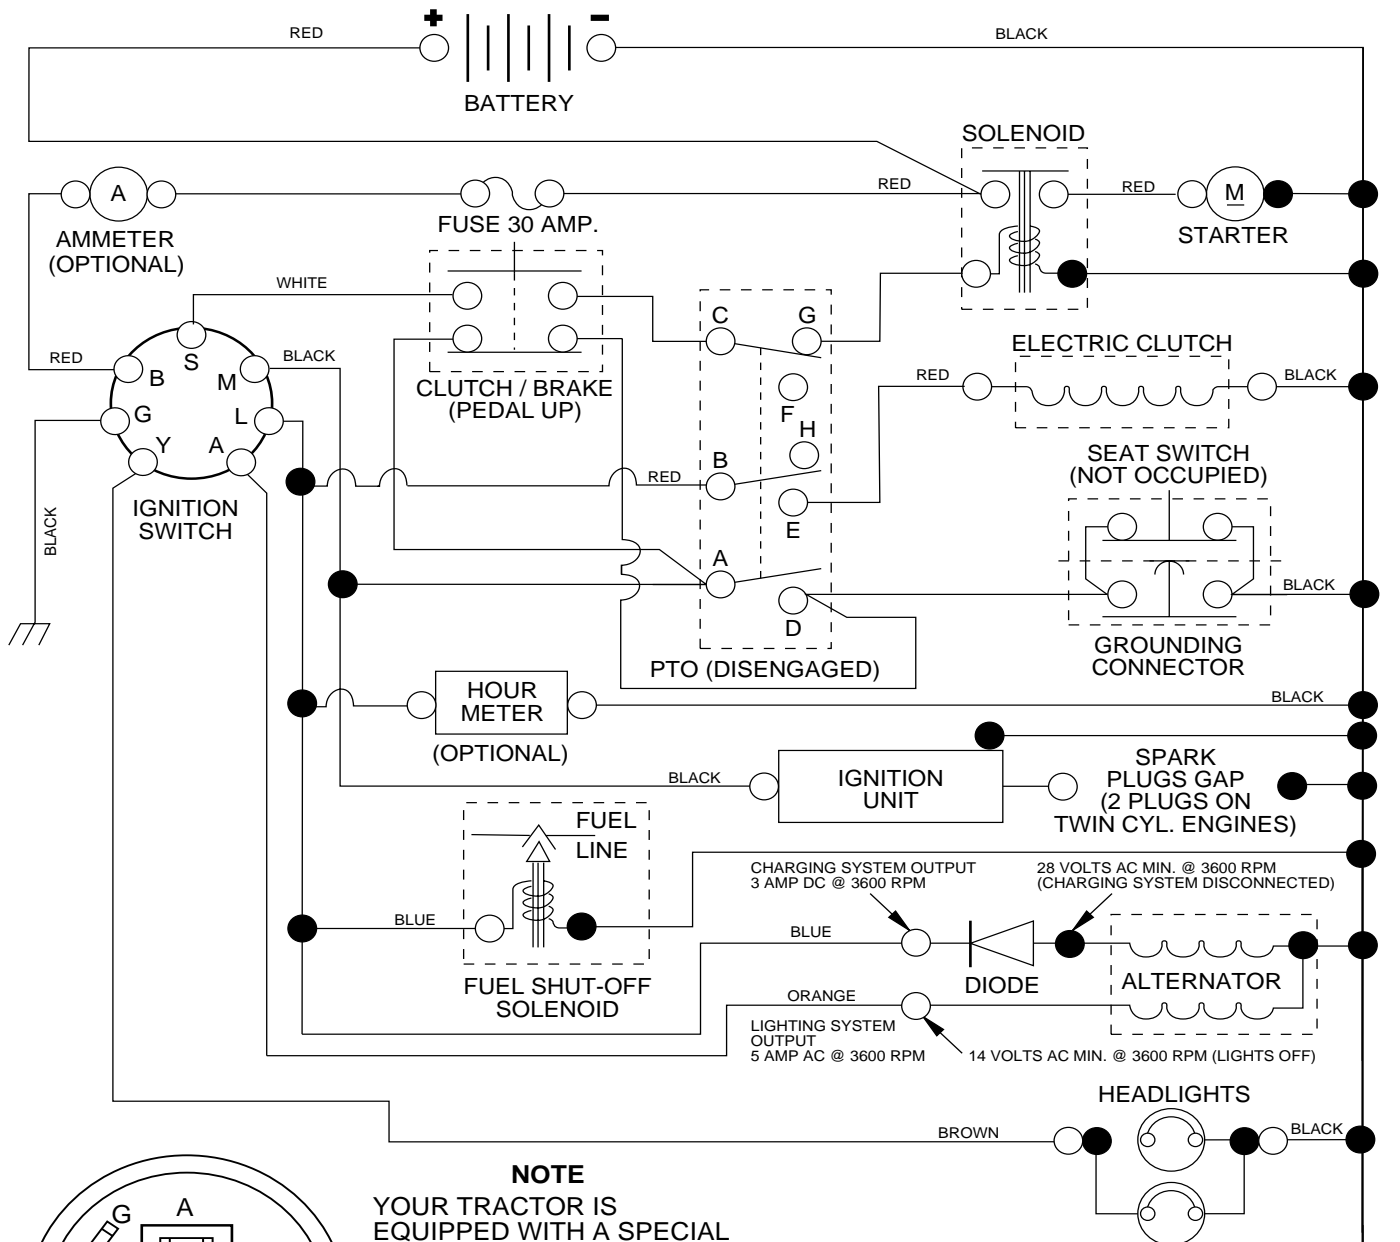 +
−
RED
BLACK
BATTERY
SOLENOID
A
RED
RED
M
FUSE 30 AMP.
STARTER
AMMETER
(OPTIONAL)
WHITE
C
G
ELECTRIC CLUTCH
S
RED
BLACK
B
M
CLUTCH / BRAKE
(PEDAL UP)
RED
BLACK
F
G
L
H
SEAT SWITCH
(NOT OCCUPIED)
Y
A
B
RED
IGNITION
SWITCH
BLACK
E
A
BLACK
D
GROUNDING
CONNECTOR
PTO (DISENGAGED)
HOUR
METER
(OPTIONAL)
BLACK
BLACK
IGNITION
UNIT
SPARK
PLUGS GAP
(2 PLUGS ON
TWIN CYL. ENGINES)
FUEL
LINE
CHARGING SYSTEM OUTPUT
3 AMP DC @ 3600 RPM
28 VOLTS AC MIN. @ 3600 RPM
(CHARGING SYSTEM DISCONNECTED)
BLUE
BLUE
DIODE
ALTERNATOR
FUEL SHUT-OFF
SOLENOID
ORANGE
LIGHTING SYSTEM
OUTPUT
5 AMP AC @ 3600 RPM
14 VOLTS AC MIN. @ 3600 RPM (LIGHTS OFF)
HEADLIGHTS
BROWN
BLACK
NOTE
YOUR TRACTOR IS
EQUIPPED WITH A SPECIAL
G
A